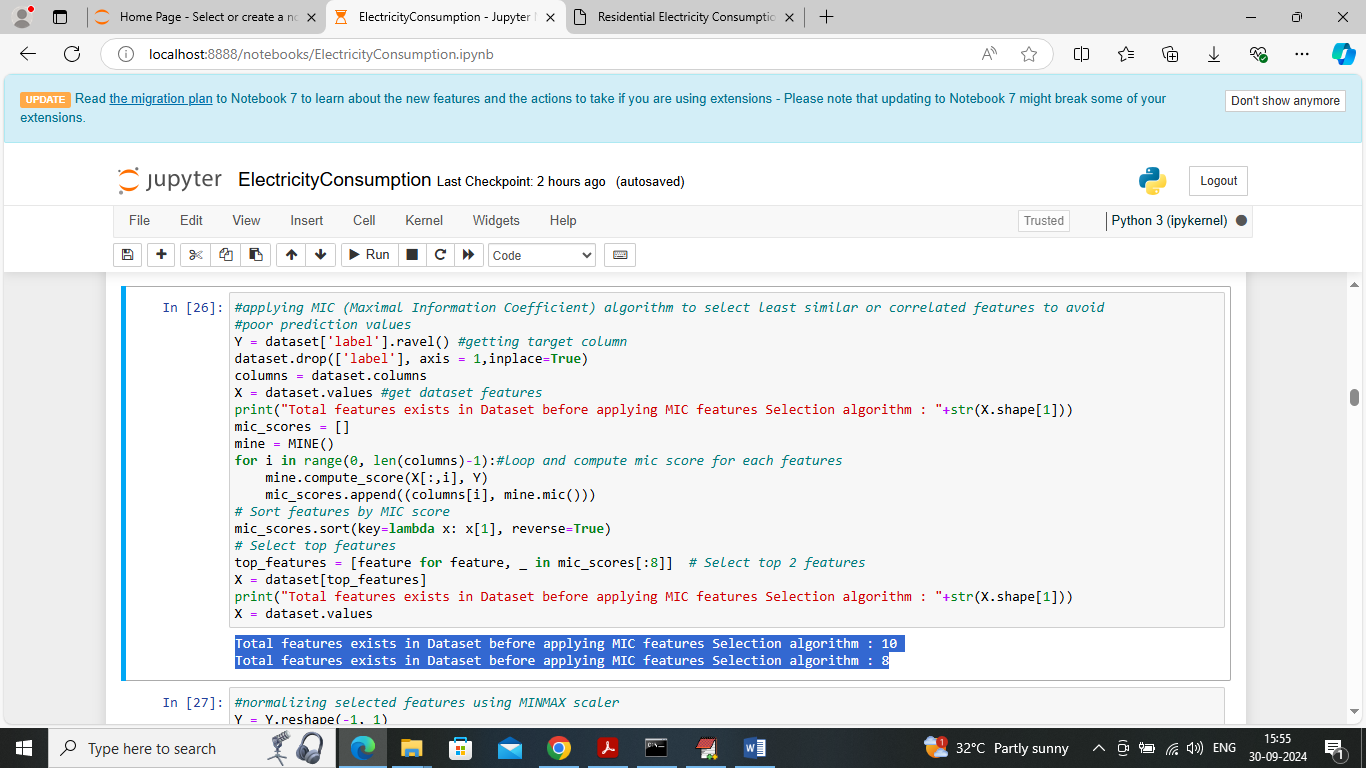 Home Page - Select or create a no
ElectricityConsumption - Jupyter
Residential Electricity Consumptio
localhost:8888/notebooks/ElectricityConsumption.ipynb
UPDATE Read the migration plan to Notebook 7 to learn about the new features and the actions to take if you are using extensions - Please note that updating to Notebook 7 might break some of your
extensions.
Don't show anymore
jupyter ElectricityConsumption Last Checkpoint: 2 hours ago (autosaved)
Logout
File Edit View Insert Cell Kernel Widgets Help
Trusted
Python 3 (ipykernel)
Run
Code
In [26]: #applying MIC (Maximal Information Coefficient) algorithm to select least similar or correlated features to avoid
#poor prediction values
Y = dataset['label'].ravel() #getting target column
dataset.drop(['label'], axis = 1,inplace=True)
columns = dataset.columns
X = dataset.values #get dataset features
print("Total features exists in Dataset before applying MIC features Selection algorithm : "+str(X.shape[1]))
mic_scores = []
mine = MINE()
for i in range(0, len(columns)-1):#loop and compute mic score for each features
    mine.compute_score(X[:,i], Y)
    mic_scores.append((columns[i], mine.mic()))
# Sort features by MIC score
mic_scores.sort(key=lambda x: x[1], reverse=True)
# Select top features
top_features = [feature for feature, _ in mic_scores[:8]]  # Select top 2 features
X = dataset[top_features]
print("Total features exists in Dataset before applying MIC features Selection algorithm : "+str(X.shape[1]))
X = dataset.values
Total features exists in Dataset before applying MIC features Selection algorithm : 10
Total features exists in Dataset before applying MIC features Selection algorithm : 8
In [27]: #normalizing selected features using MINMAX scaler
Y = Y.reshape(-1, 1)
Type here to search
32°C Partly sunny
ENG
15:55
30-09-2024